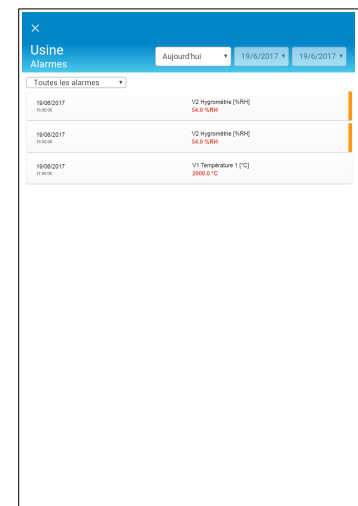 Usine
Alarmes
Aujourd'hui
19/6/2017
19/6/2017
Toutes les alarmes
19/06/2017
V2 Hygrométrie [%RH]
54.0 %RH
19/06/2017
V2 Hygrométrie [%RH]
54.0 %RH
19/06/2017
V1 Température 1 [°C]
2000.0 °C